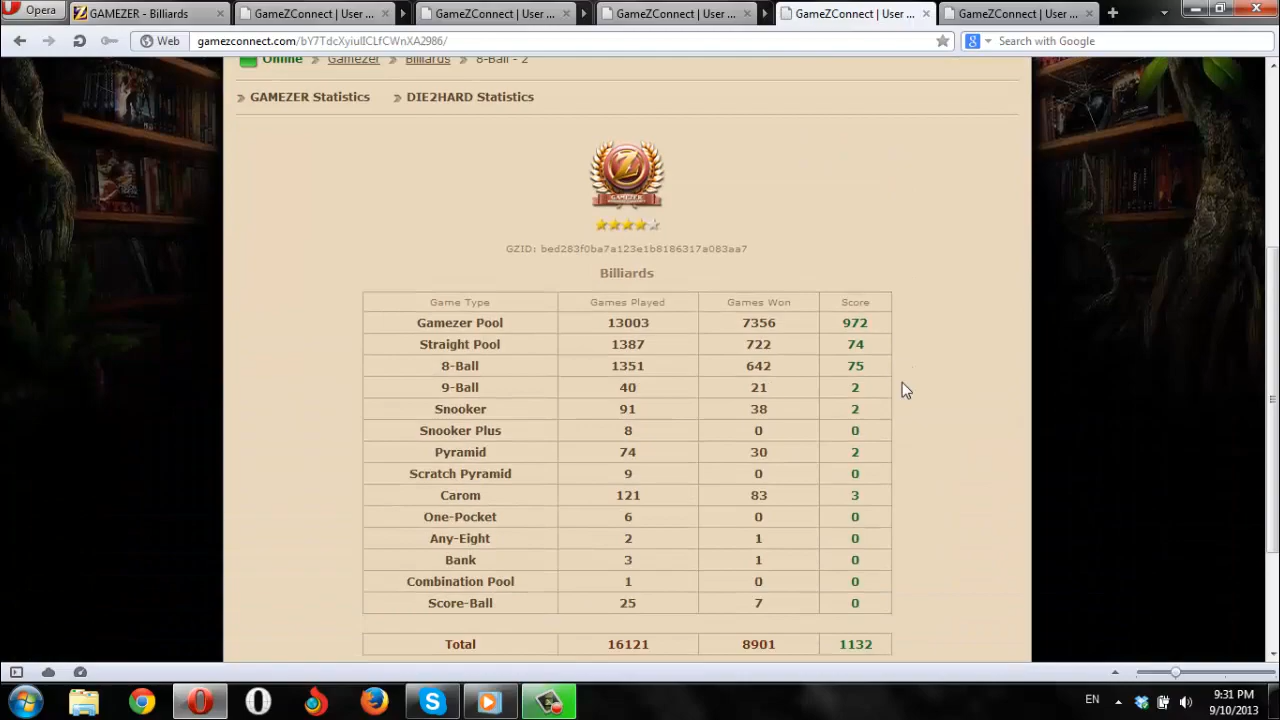 Opera
GAMEZER - Billiards
GameZConnect | User ...
GameZConnect | User ...
GameZConnect | User ...
GameZConnect | User ...
GameZConnect | User ...
Web
gamezconnect.com/
Search with Google
Online » Gamezer » Billiards » 8-Ball - 2
» GAMEZER Statistics » DIE2HARD Statistics
Z
GAMEZER
GZID: bed283f0ba7a123e1b8186317a083aa7
Billiards
Game Type Games Played Games Won Score
Gamezer Pool 13003 7356 972
Straight Pool 1387 722 74
8-Ball 1351 642 75
9-Ball 40 21 2
Snooker 91 38 2
Snooker Plus 8 0 0
Pyramid 74 30 2
Scratch Pyramid 9 0 0
Carom 121 83 3
One-Pocket 6 0 0
Any-Eight 2 1 0
Bank 3 1 0
Combination Pool 1 0 0
Score-Ball 25 7 0
Total 16121 8901 1132
EN
9:31 PM
9/10/2013